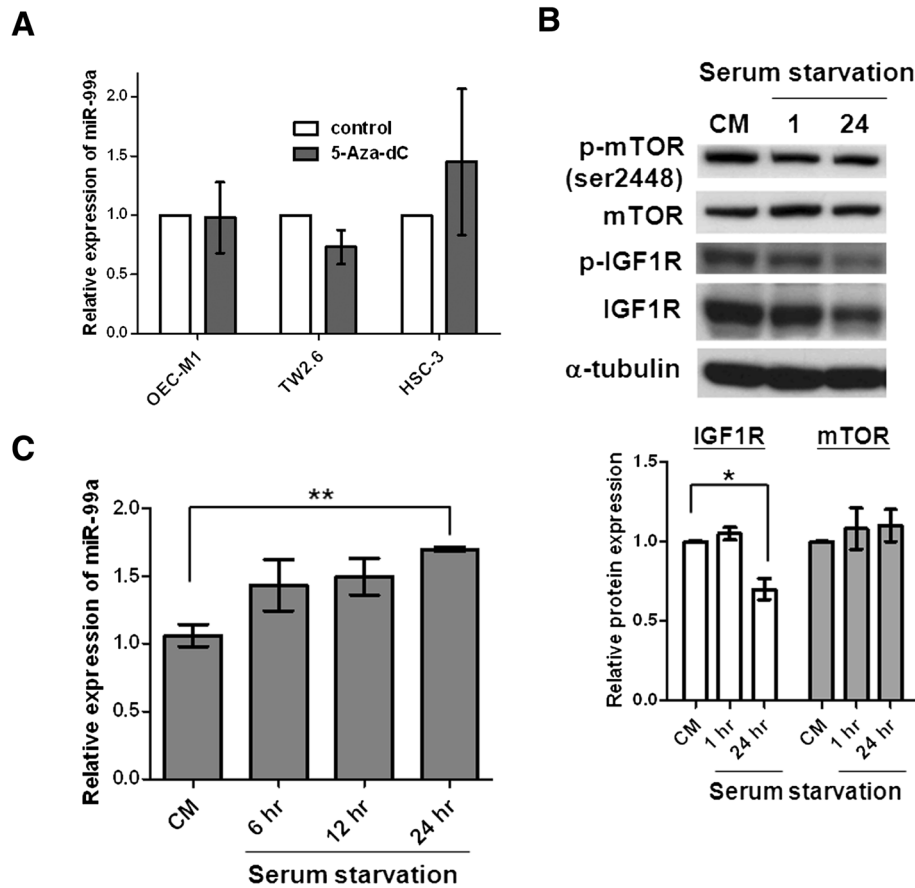 A
Relative expression of miR-99a
2.0
1.5
1.0
0.5
0.0
control
5-Aza-dC
OEC-M1
TW2.6
HSC-3
B
Serum starvation
CM 1 24
p-mTOR
(ser2448)
mTOR
p-IGF1R
IGF1R
α-tubulin
IGF1R mTOR
Relative protein expression
1.5
1.0
0.5
0.0
*
CM 1 hr 24 hr CM 1 hr 24 hr
Serum starvation
C
Relative expression of miR-99a
2.0
1.5
1.0
0.5
0.0
**
CM 6 hr 12 hr 24 hr
Serum starvation